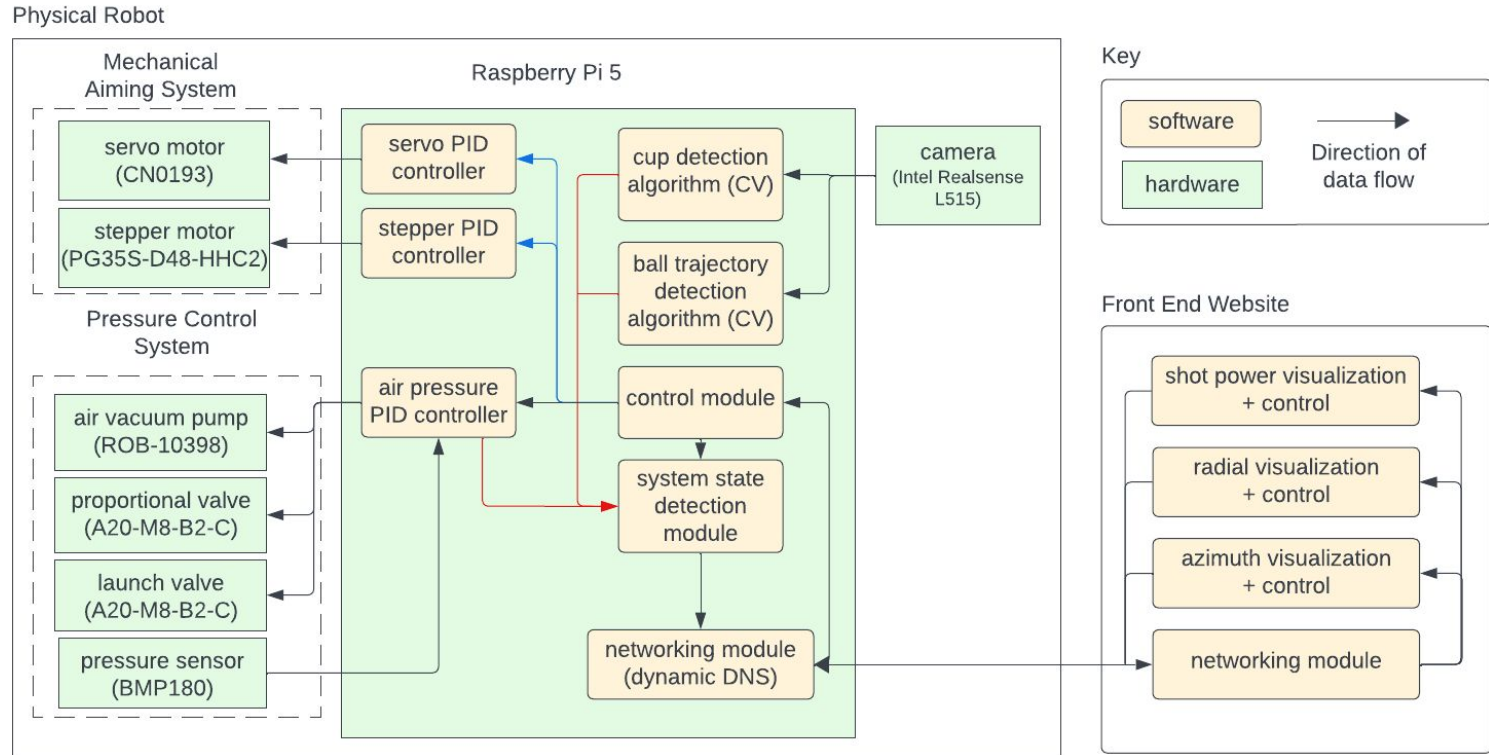 Physical Robot
Mechanical
Aiming System
servo motor
(CN0193)
stepper motor
(PG35S-D48-HHC2)
Pressure Control
System
air vacuum pump
(ROB-10398)
proportional valve
(A20-M8-B2-C)
launch valve
(A20-M8-B2-C)
pressure sensor
(BMP180)
Raspberry Pi 5
servo PID
controller
stepper PID
controller
air pressure
PID controller
cup detection
algorithm (CV)
ball trajectory
detection
algorithm (CV)
control module
system state
detection
module
networking module
(dynamic DNS)
camera
(Intel Realsense
L515)
Key
software
hardware
Direction of
data flow
Front End Website
shot power visualization
+ control
radial visualization
+ control
azimuth visualization
+ control
networking module